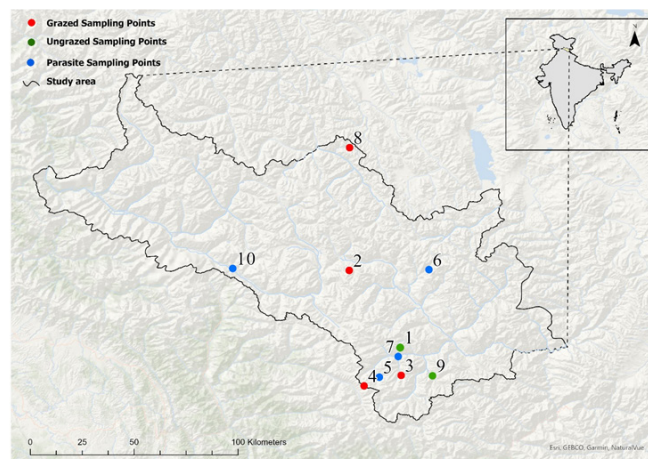 Grazed Sampling Points
Ungrazed Sampling Points
Parasite Sampling Points
Study area
N
8
10
2
6
1
7
5
3
4
9
0 25 50 100 Kilometers
Esri, GEBCO, Garmin, NaturalVue